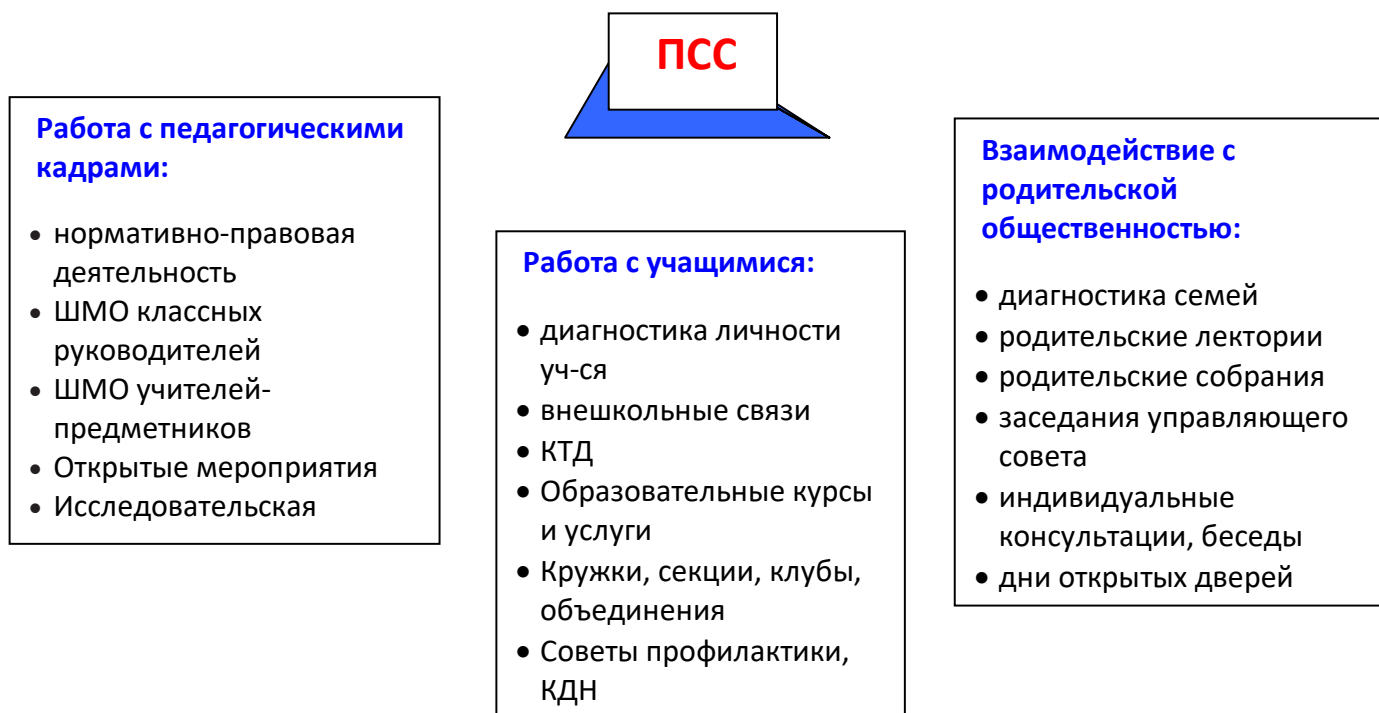 ПСС
Работа с педагогическими
кадрами:
• нормативно-правовая
деятельность
• ШМО классных
руководителей
• ШМО учителей-
предметников
• Открытые мероприятия
• Исследовательская
Работа с учащимися:
• диагностика личности
уч-ся
• внешкольные связи
• КТД
• Образовательные курсы
и услуги
• Кружки, секции, клубы,
объединения
• Советы профилактики,
КДН
Взаимодействие с
родительской
общественностью:
• диагностика семей
• родительские лектории
• родительские собрания
• заседания управляющего
совета
• индивидуальные
консультации, беседы
• дни открытых дверей